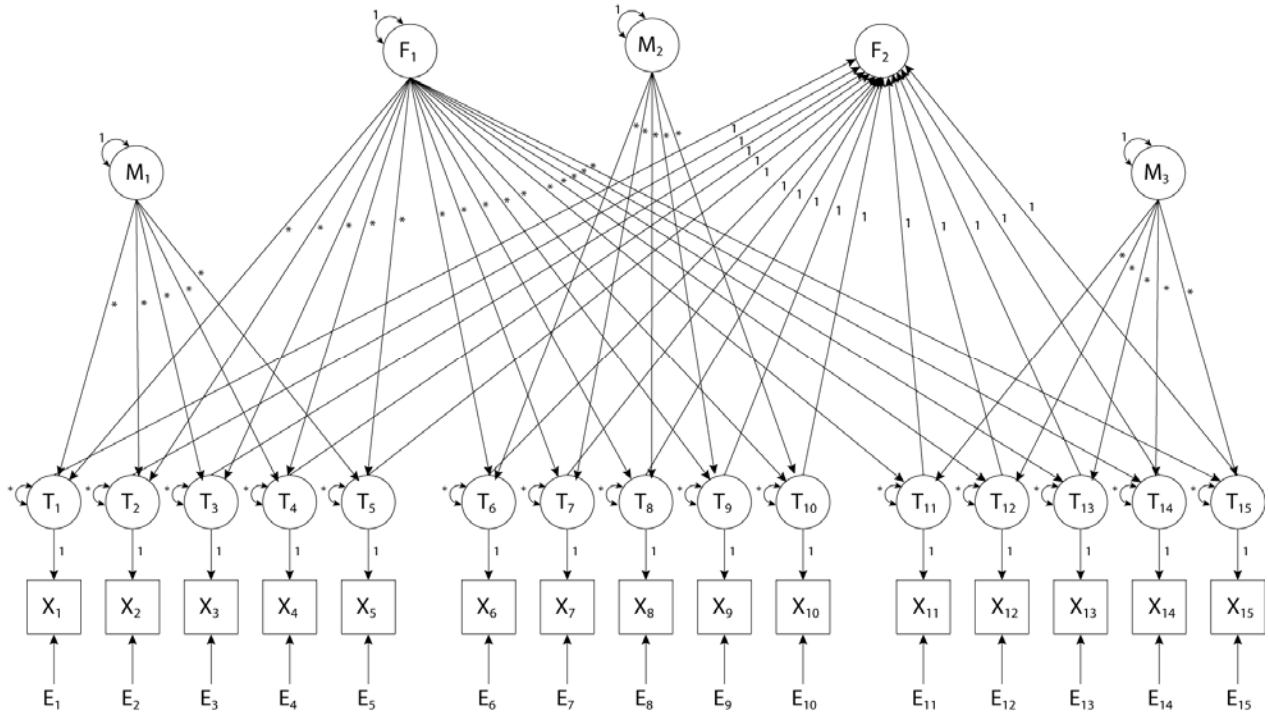 1 F₁ 1 M₂ F₂
1 M₁ 1 M₃
* * * * *
1 1 1 1 1 1 1 1 1 1 1 1 1 1 1
* * * * * * * * * * * * * * *
* * * * * * * * * *
* T₁ * T₂ * T₃ * T₄ * T₅ * T₆ * T₇ * T₈ * T₉ * T₁₀ * T₁₁ * T₁₂ * T₁₃ * T₁₄ * T₁₅
1 1 1 1 1 1 1 1 1 1 1 1 1 1 1
X₁ X₂ X₃ X₄ X₅ X₆ X₇ X₈ X₉ X₁₀ X₁₁ X₁₂ X₁₃ X₁₄ X₁₅
E₁ E₂ E₃ E₄ E₅ E₆ E₇ E₈ E₉ E₁₀ E₁₁ E₁₂ E₁₃ E₁₄ E₁₅